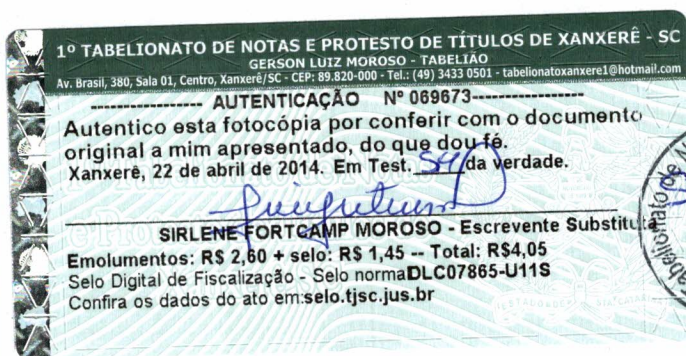 1º TABELIONATO DE NOTAS E PROTESTO DE TÍTULOS DE XANXERÊ - SC
GERSON LUIZ MOROSO - TABELIÃO
Av. Brasil, 380, Sala 01, Centro, Xanxerê/SC - CEP: 89.820-000 - Tel.: (49) 3433 0501 - tabelionatoxanxere1@hotmail.com
----------------- AUTENTICAÇÃO Nº 069673-----------------
Autentico esta fotocópia por conferir com o documento
original a mim apresentado, do que dou fé.
Xanxerê, 22 de abril de 2014. Em Test.____da verdade.
SIRLENE FORTCAMP MOROSO - Escrevente Substituta
Emolumentos: R$ 2,60 + selo: R$ 1,45 -- Total: R$4,05
Selo Digital de Fiscalização - Selo normaDLC07865-U11S
Confira os dados do ato em:selo.tjsc.jus.br